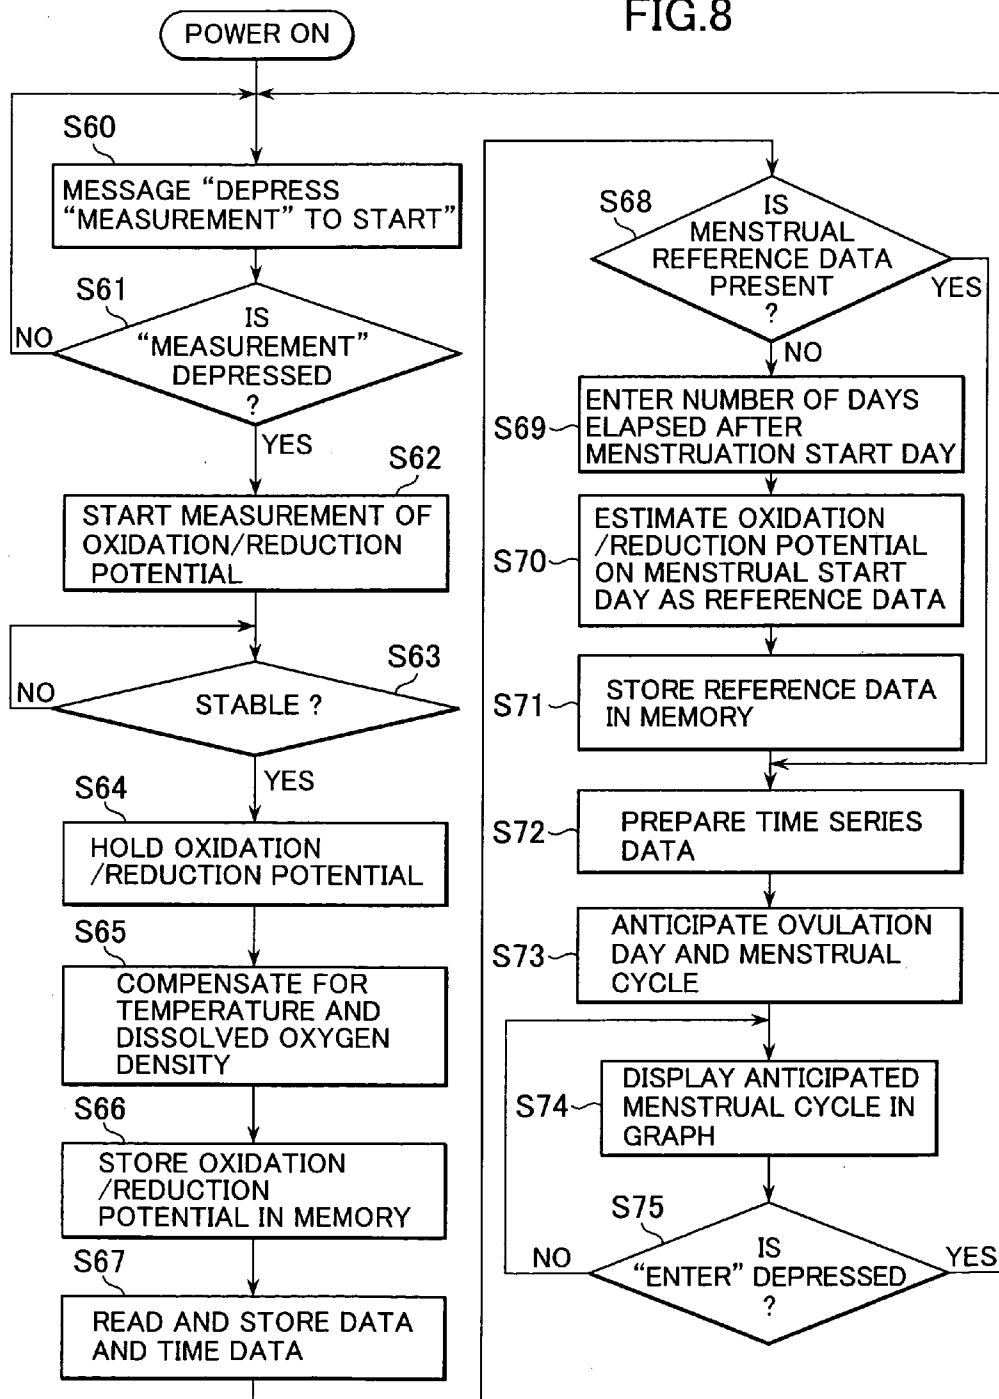 FIG.8
POWER ON
S60
MESSAGE “DEPRESS
“MEASUREMENT” TO START”
S61
IS
“MEASUREMENT”
DEPRESSED
?
NO
YES
S62
START MEASUREMENT OF
OXIDATION/REDUCTION
POTENTIAL
S63
STABLE ?
NO
YES
S64
HOLD OXIDATION
/REDUCTION POTENTIAL
S65
COMPENSATE FOR
TEMPERATURE AND
DISSOLVED OXYGEN
DENSITY
S66
STORE OXIDATION
/REDUCTION
POTENTIAL IN MEMORY
S67
READ AND STORE DATA
AND TIME DATA
S68
IS
MENSTRUAL
REFERENCE DATA
PRESENT
?
YES
NO
S69
ENTER NUMBER OF DAYS
ELAPSED AFTER
MENSTRUATION START DAY
S70
ESTIMATE OXIDATION
/REDUCTION POTENTIAL
ON MENSTRUAL START
DAY AS REFERENCE DATA
S71
STORE REFERENCE DATA
IN MEMORY
S72
PREPARE TIME SERIES
DATA
S73
ANTICIPATE OVULATION
DAY AND MENSTRUAL
CYCLE
S74
DISPLAY ANTICIPATED
MENSTRUAL CYCLE IN
GRAPH
S75
IS
“ENTER” DEPRESSED
?
NO
YES